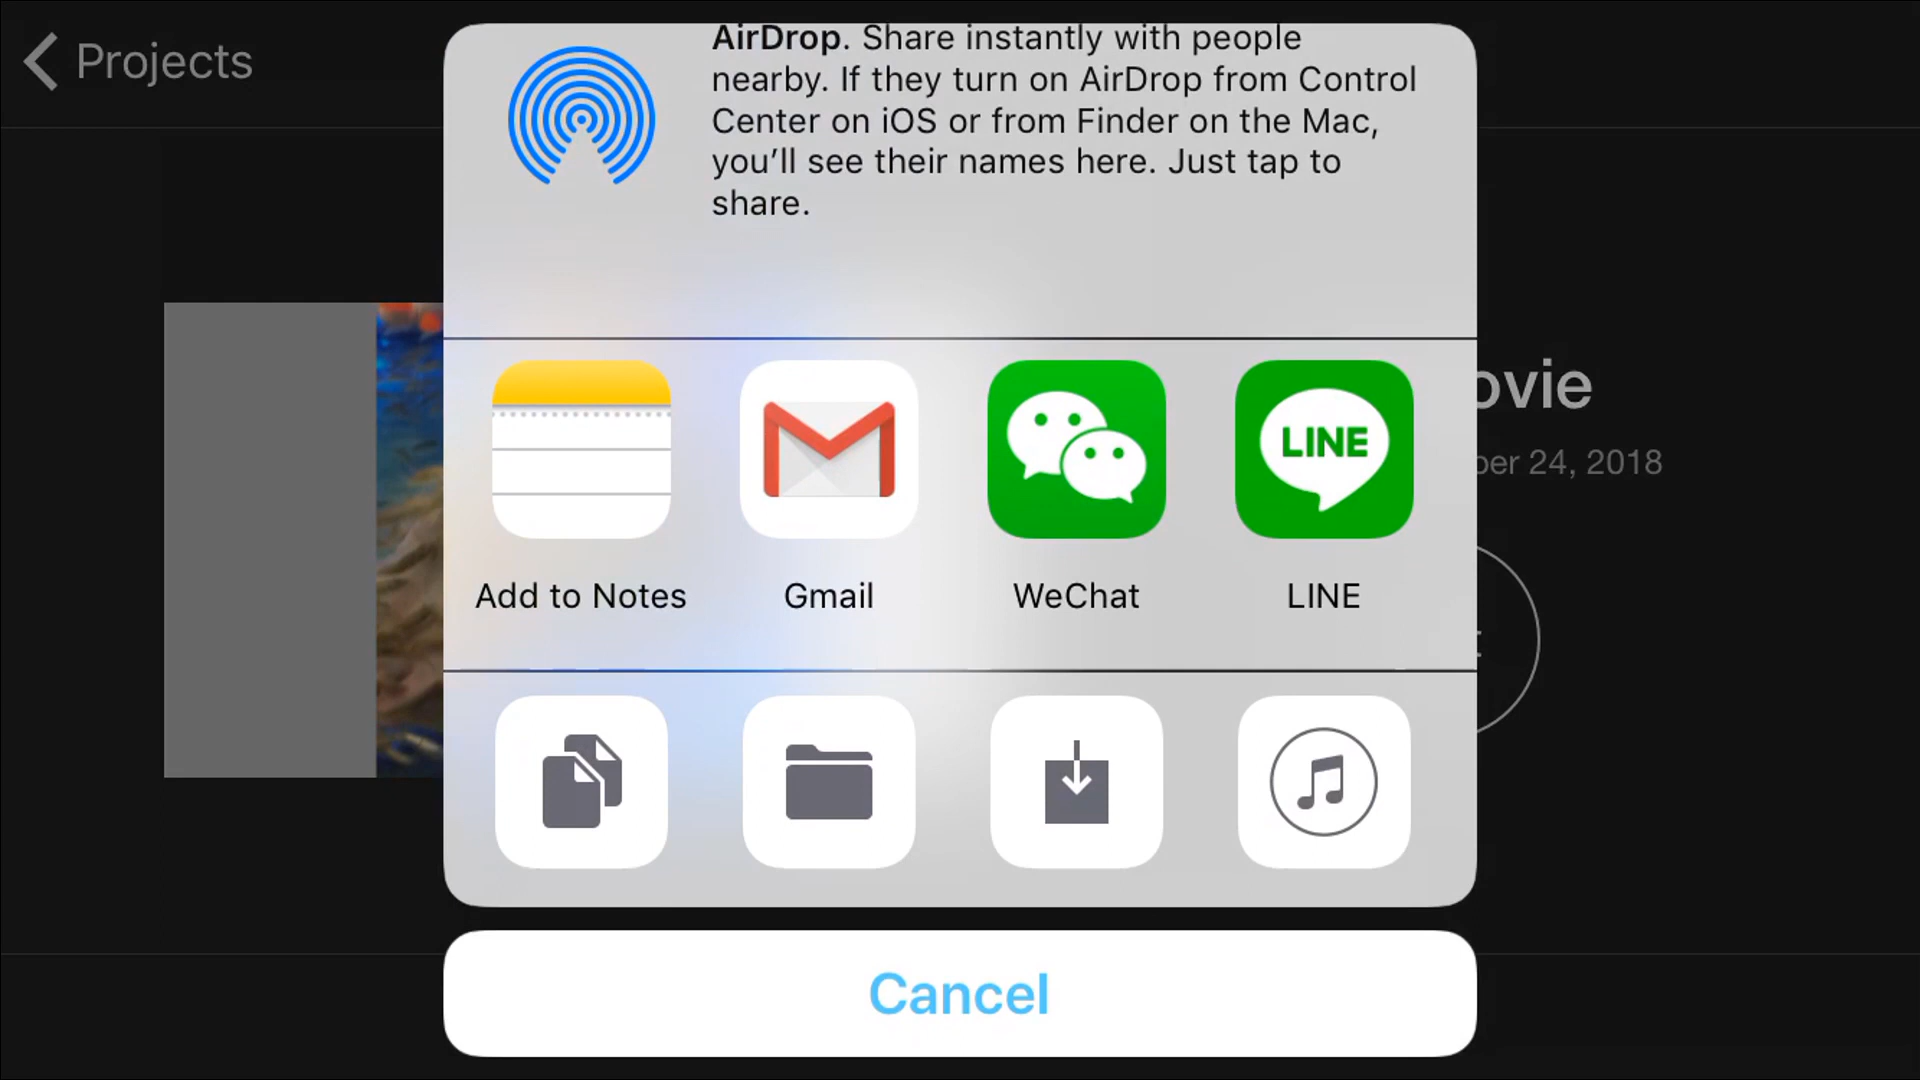 Projects
AirDrop. Share instantly with people
nearby. If they turn on AirDrop from Control
Center on iOS or from Finder on the Mac,
you’ll see their names here. Just tap to
share.
ovie
24, 2018
LINE
Add to Notes
Gmail
WeChat
LINE
Cancel